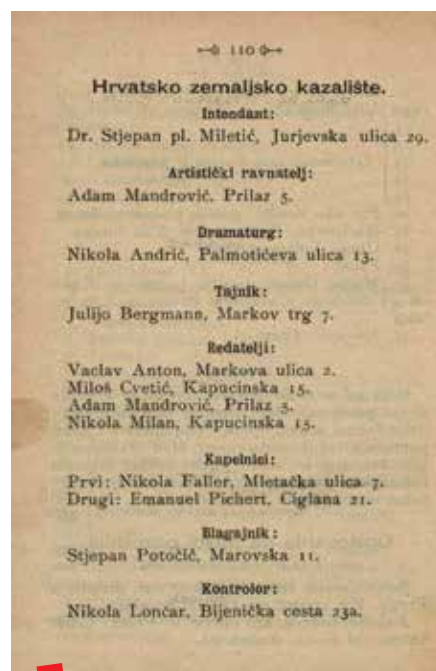 110
Hrvatsko zemaljsko kazalište.
Intendant:
Dr. Stjepan pl. Miletić, Jurjevska ulica 29.
Artistički ravnatelj:
Adam Mandrović, Prilaz 5.
Dramaturg:
Nikola Andrić, Palmotićeva ulica 13.
Tajnik:
Julijo Bergmann, Markov trg 7.
Redatelji:
Vaclav Anton, Markova ulica 2.
Miloš Cvetić, Kapucinska 15.
Adam Mandrović, Prilaz 5.
Nikola Milan, Kapucinska 15.
Kapelnici:
Prvi: Nikola Faller, Mletačka ulica 7.
Drugi: Emanuel Pichert, Ciglana 21.
Blagajnik:
Stjepan Potočić, Marovska 11.
Kontrolor:
Nikola Lončar, Bijenička cesta 23a.